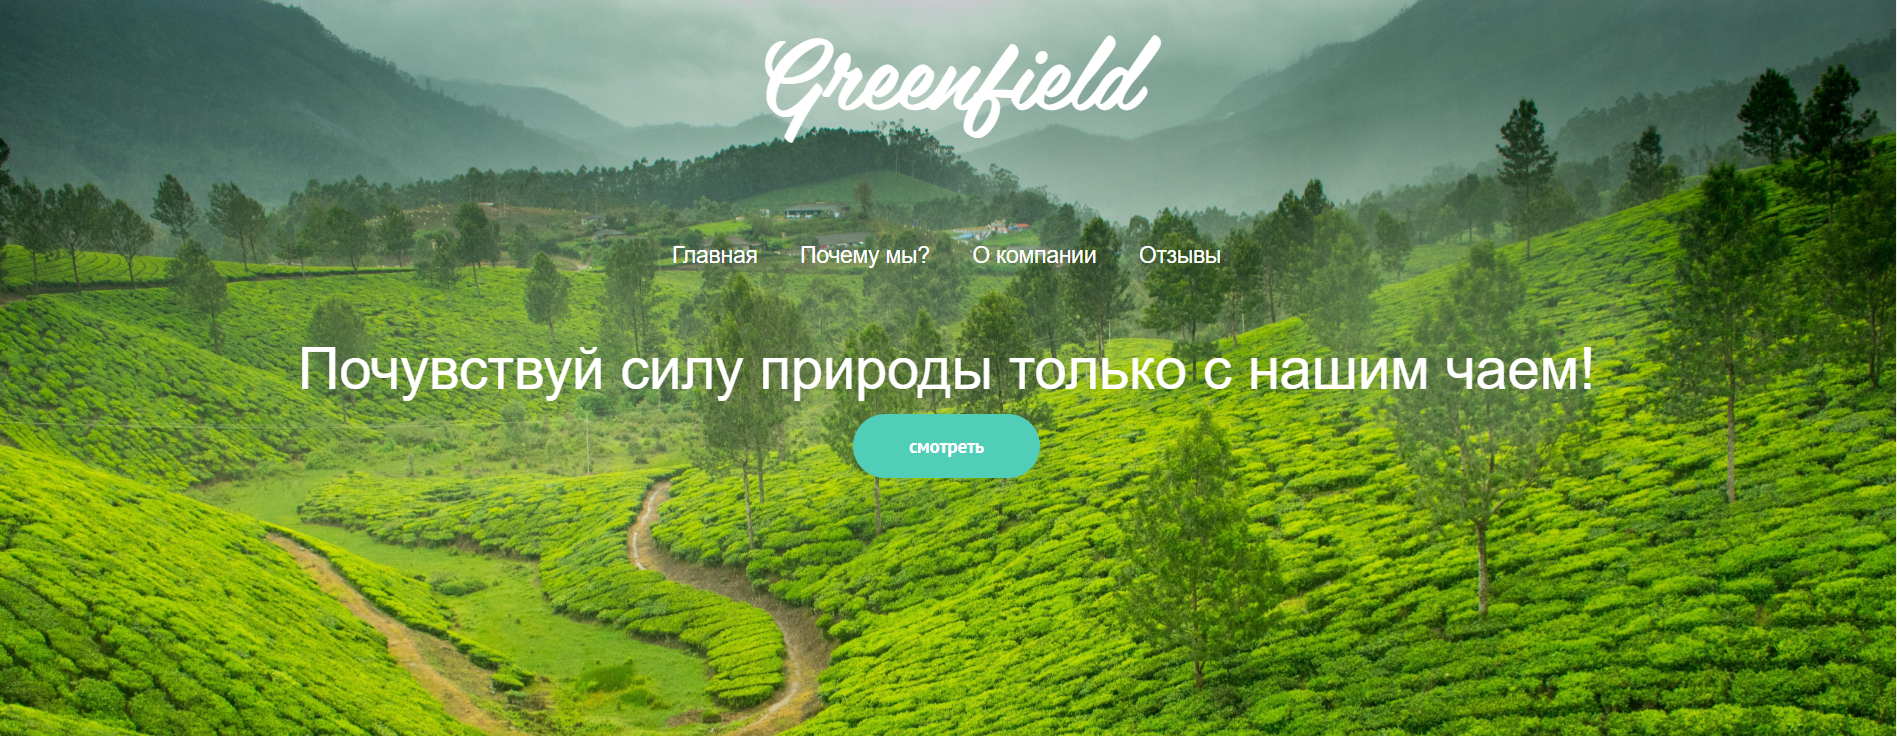 Greenfield
Главная Почему мы? О компании Отзывы
Почувствуй силу природы только с нашим чаем!
смотреть